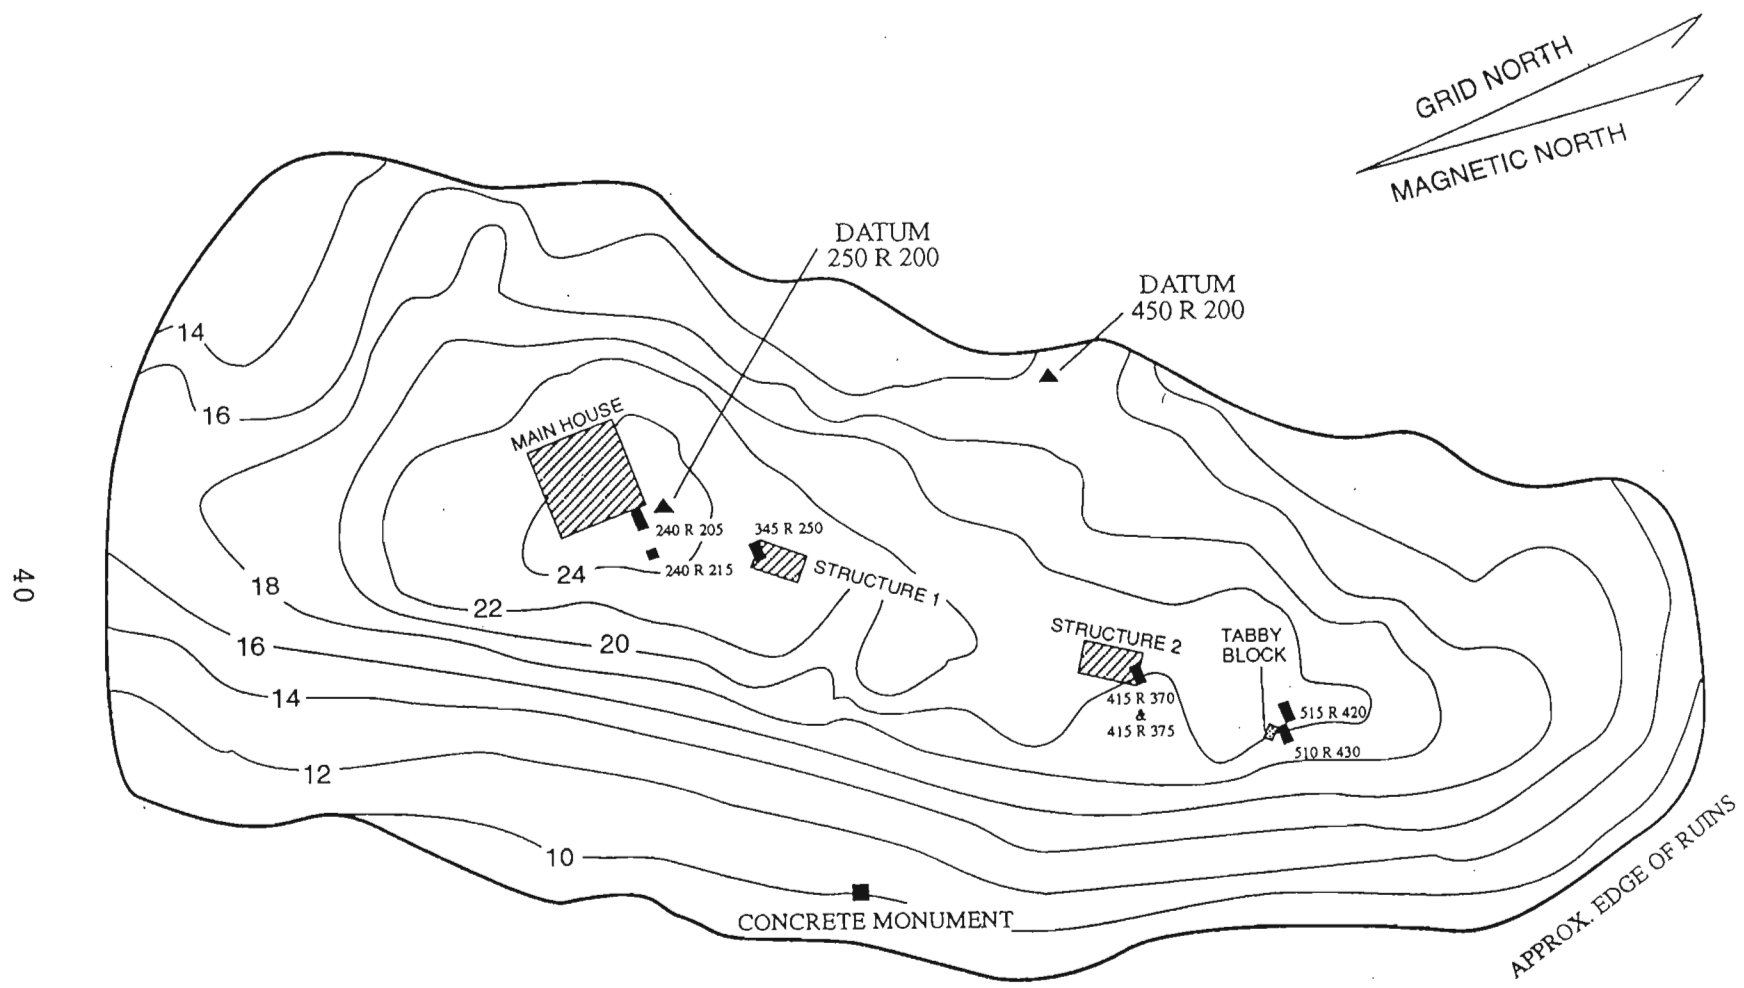 GRID NORTH
MAGNETIC NORTH
DATUM
250 R 200
DATUM
450 R 200
14
16
MAIN HOUSE
240 R 205
345 R 250
240 R 215
24
STRUCTURE 1
18
22
20
16
14
STRUCTURE 2
TABBY
BLOCK
415 R 370
&
415 R 375
515 R 420
510 R 430
12
10
CONCRETE MONUMENT
APPROX. EDGE OF RUINS
40